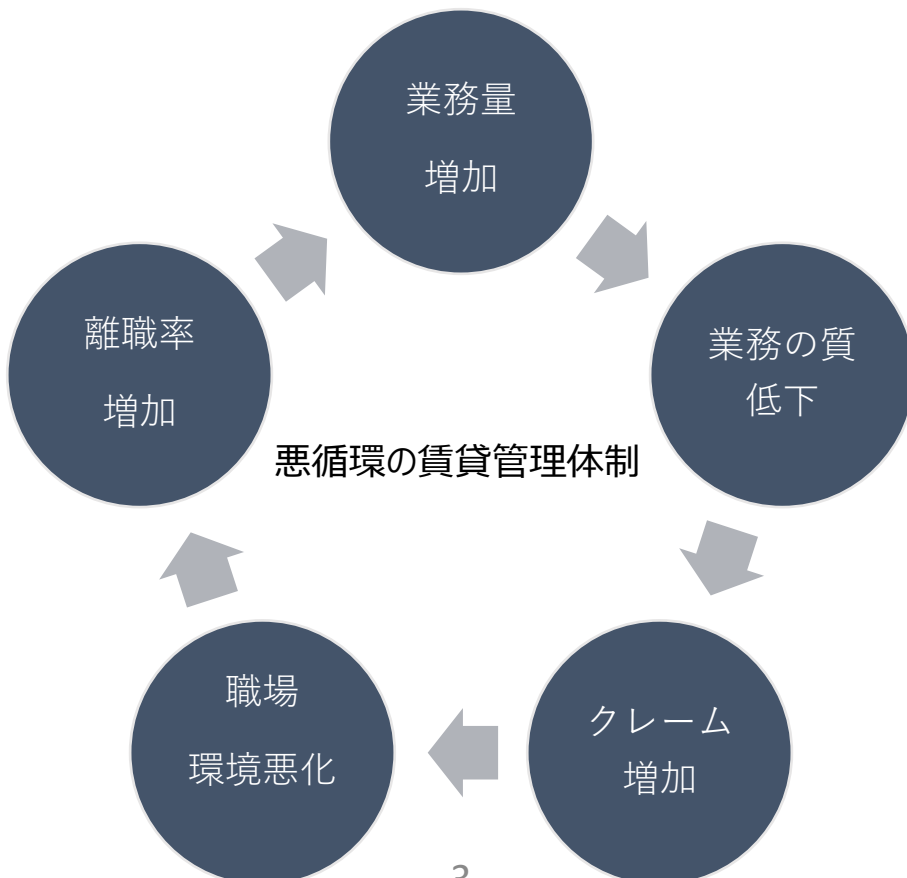 業務量
増加
業務の質
低下
クレーム
増加
職場
環境悪化
離職率
増加
悪循環の賃貸管理体制
3